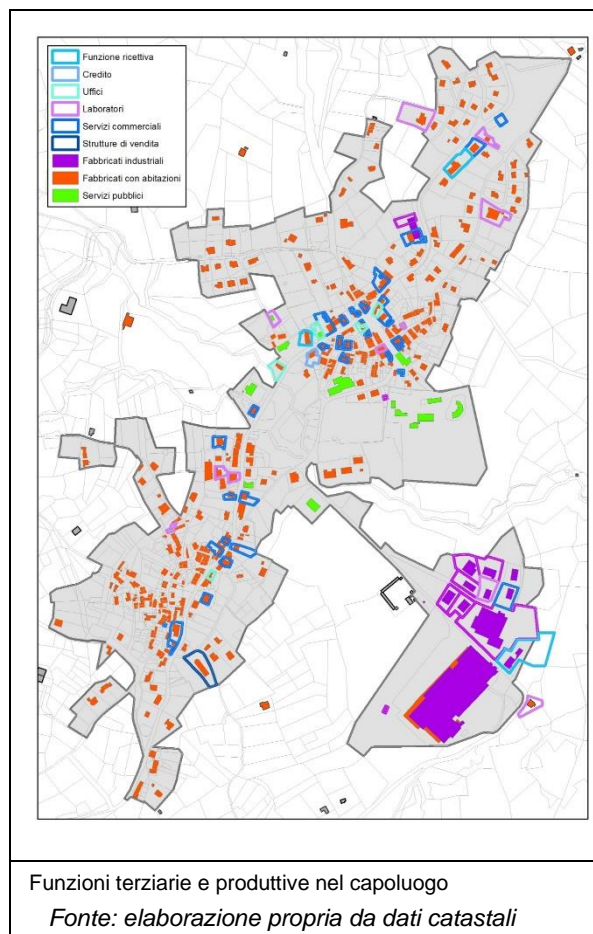 Funzione ricettiva
Credito
Uffici
Laboratori
Servizi commerciali
Strutture di vendita
Fabbricati industriali
Fabbricati con abitazioni
Servizi pubblici
Funzioni terziarie e produttive nel capoluogo
Fonte: elaborazione propria da dati catastali